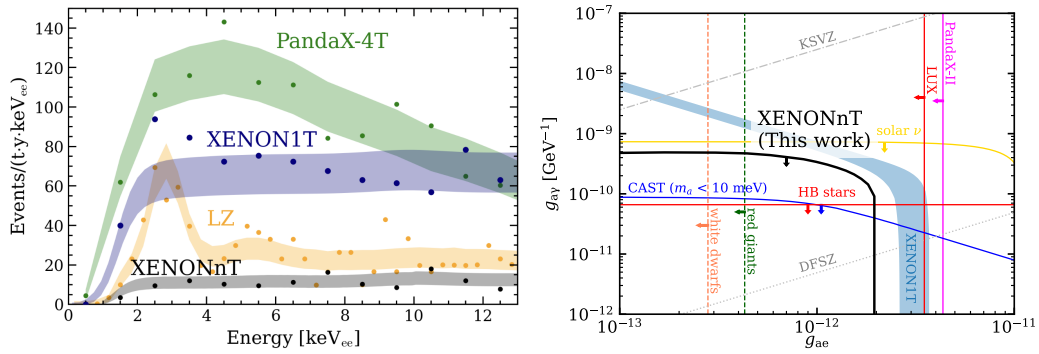 140
120
100
80
60
40
20
0
0
2
4
6
8
10
12
Events/(t·y·keVₑₑ)
Energy [keVₑₑ]
PandaX-4T
XENON1T
LZ
XENONnT
10⁻⁷
10⁻⁸
10⁻⁹
10⁻¹⁰
10⁻¹¹
10⁻¹²
10⁻¹³
10⁻¹²
10⁻¹¹
g_aγ [GeV⁻¹]
g_ae
KSVZ
PandaX-II
LUX
XENONnT
(This work)
solar ν
CAST (mₐ < 10 meV)
HB stars
white dwarfs
red giants
XENON1T
DFSZ